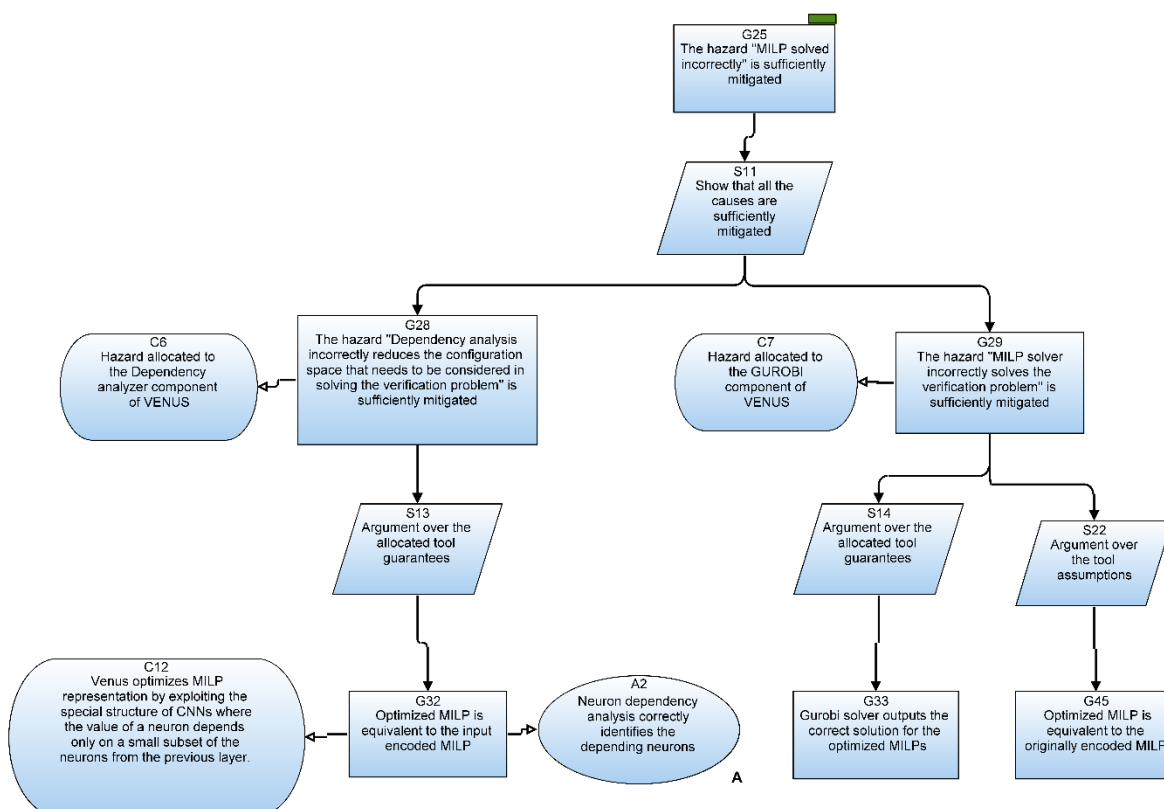 G25
The hazard "MILP solved
incorrectly" is sufficiently
mitigated
S11
Show that all the
causes are
sufficiently
mitigated
C6
Hazard allocated to
the Dependency
analyzer component
of VENUS
G28
The hazard "Dependency analysis
incorrectly reduces the configuration
space that needs to be considered in
solving the verification problem" is
sufficiently mitigated
C7
Hazard allocated to
the GUROBI
component of
VENUS
G29
The hazard "MILP solver
incorrectly solves the
verification problem" is
sufficiently mitigated
S13
Argument over the
allocated tool
guarantees
S14
Argument over the
allocated tool
guarantees
S22
Argument over
the tool
assumptions
C12
Venus optimizes MILP
representation by exploiting the
special structure of CNNs where
the value of a neuron depends
only on a small subset of the
neurons from the previous layer.
G32
Optimized MILP is
equivalent to the input
encoded MILP
A2
Neuron dependency
analysis correctly
identifies the
depending neurons
A
G33
Gurobi solver outputs the
correct solution for the
optimized MILPs
G45
Optimized MILP is
equivalent to the
originally encoded MILP